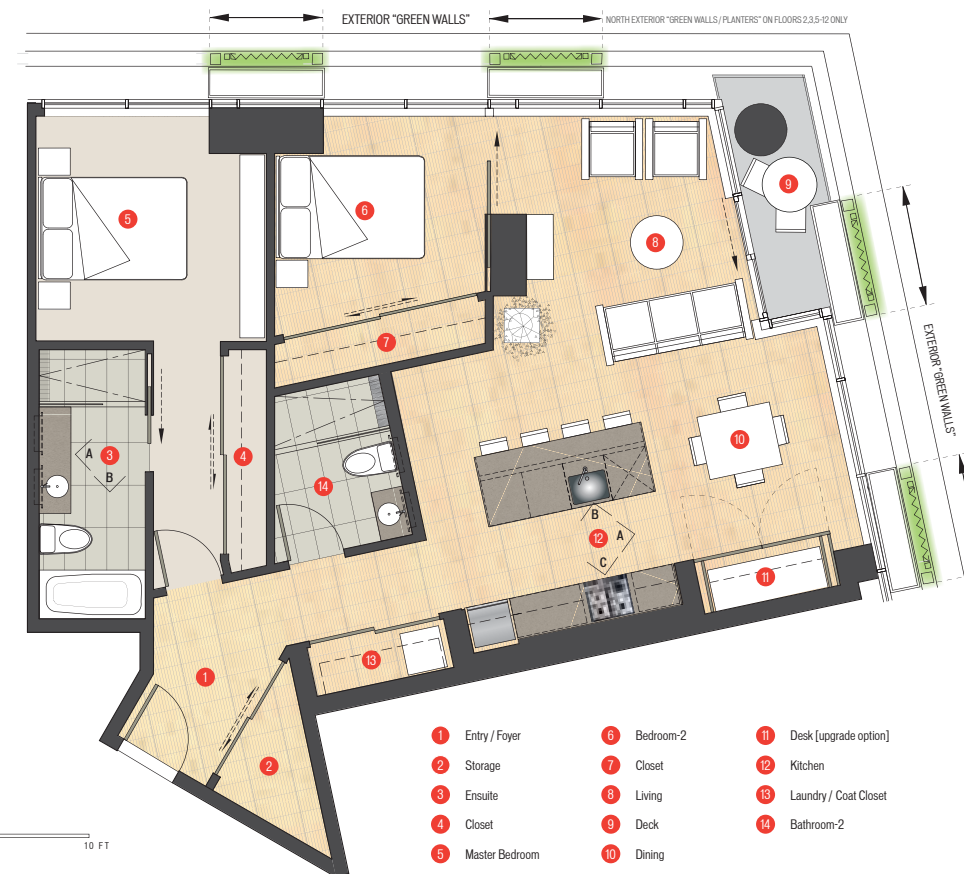 EXTERIOR "GREEN WALLS"
NORTH EXTERIOR "GREEN WALLS / PLANTERS" ON FLOORS 2,3,5-12 ONLY
9
5
6
8
EXTERIOR "GREEN WALLS"
7
10
A
3
B
4
14
B
12
A
C
11
13
1
2
1 Entry / Foyer
2 Storage
3 Ensuite
4 Closet
5 Master Bedroom
6 Bedroom-2
7 Closet
8 Living
9 Deck
10 Dining
11 Desk [upgrade option]
12 Kitchen
13 Laundry / Coat Closet
14 Bathroom-2
10 FT